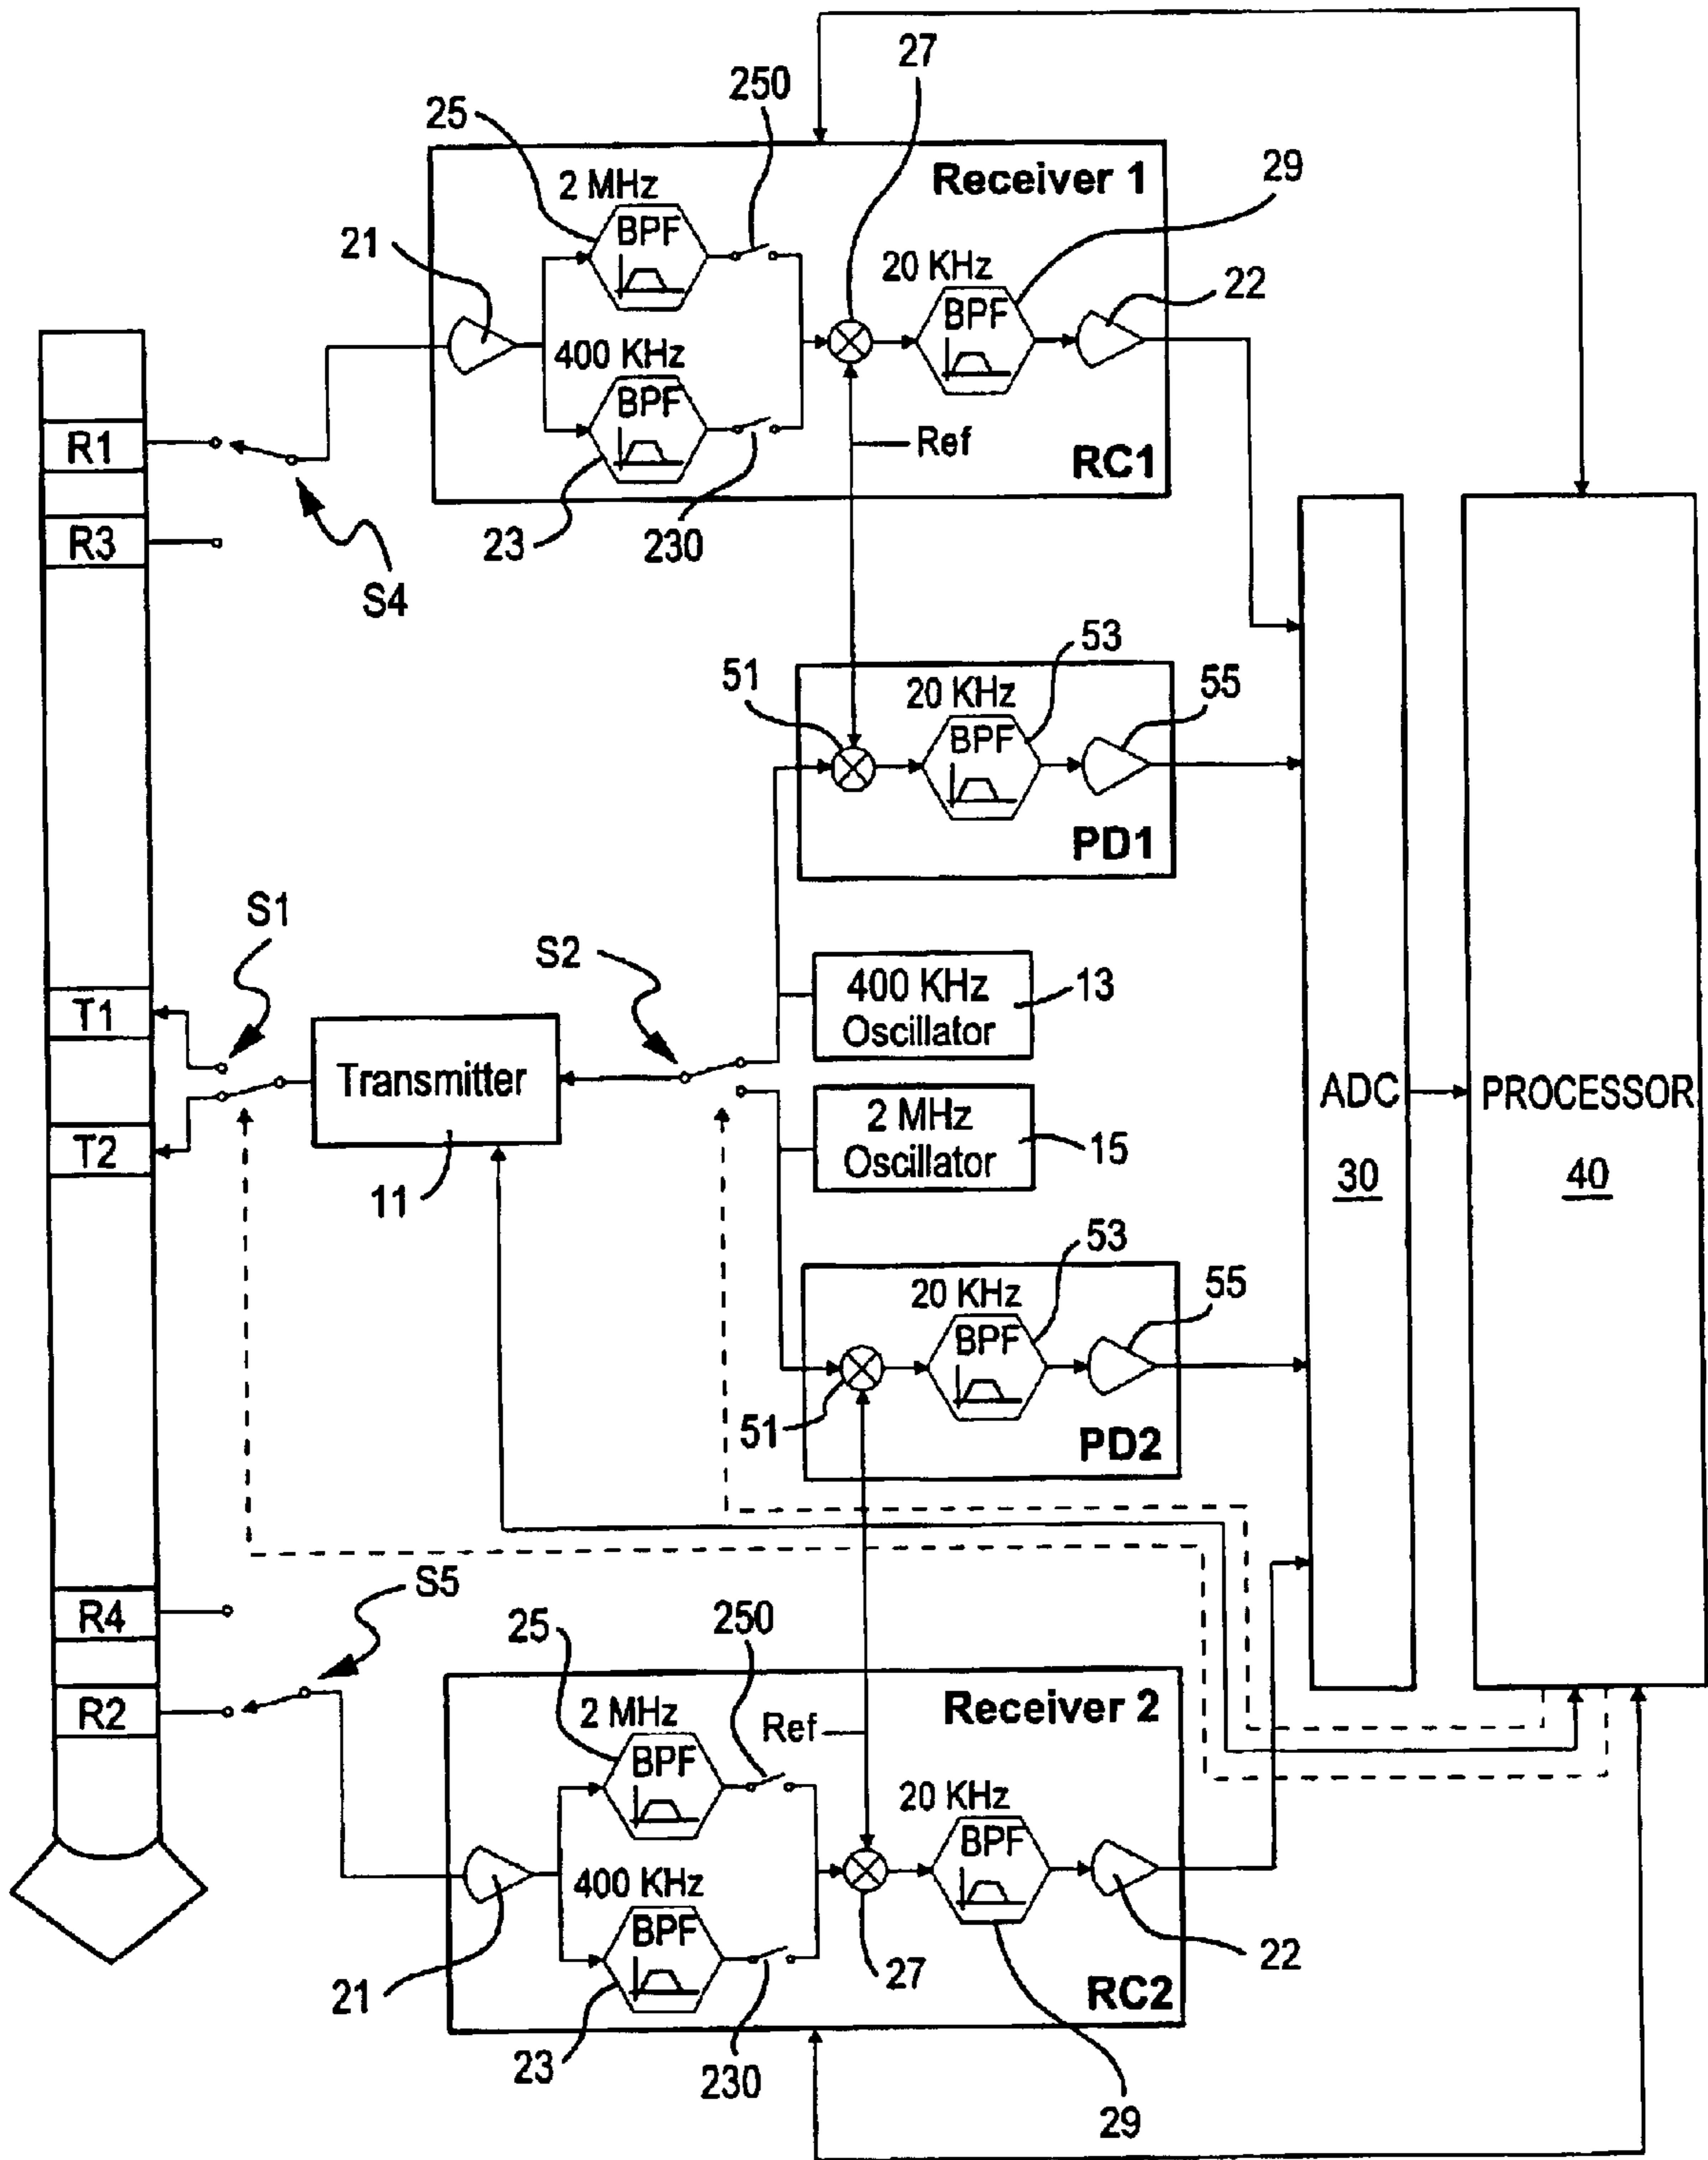 27
250
25
Receiver 1
2 MHz
29
BPF
21
20 KHz
22
BPF
400 KHz
BPF
R1
Ref
RC1
R3
23
230
S4
53
51
20 KHz
55
BPF
PD1
S1
S2
400 KHz
Oscillator
13
T1
Transmitter
2 MHz
Oscillator
15
ADC
30
PROCESSOR
40
T2
11
53
20 KHz
55
BPF
51
PD2
S5
R4
25
250
Receiver 2
R2
2 MHz
Ref
BPF
20 KHz
BPF
400 KHz
BPF
22
21
27
RC2
23
230
29